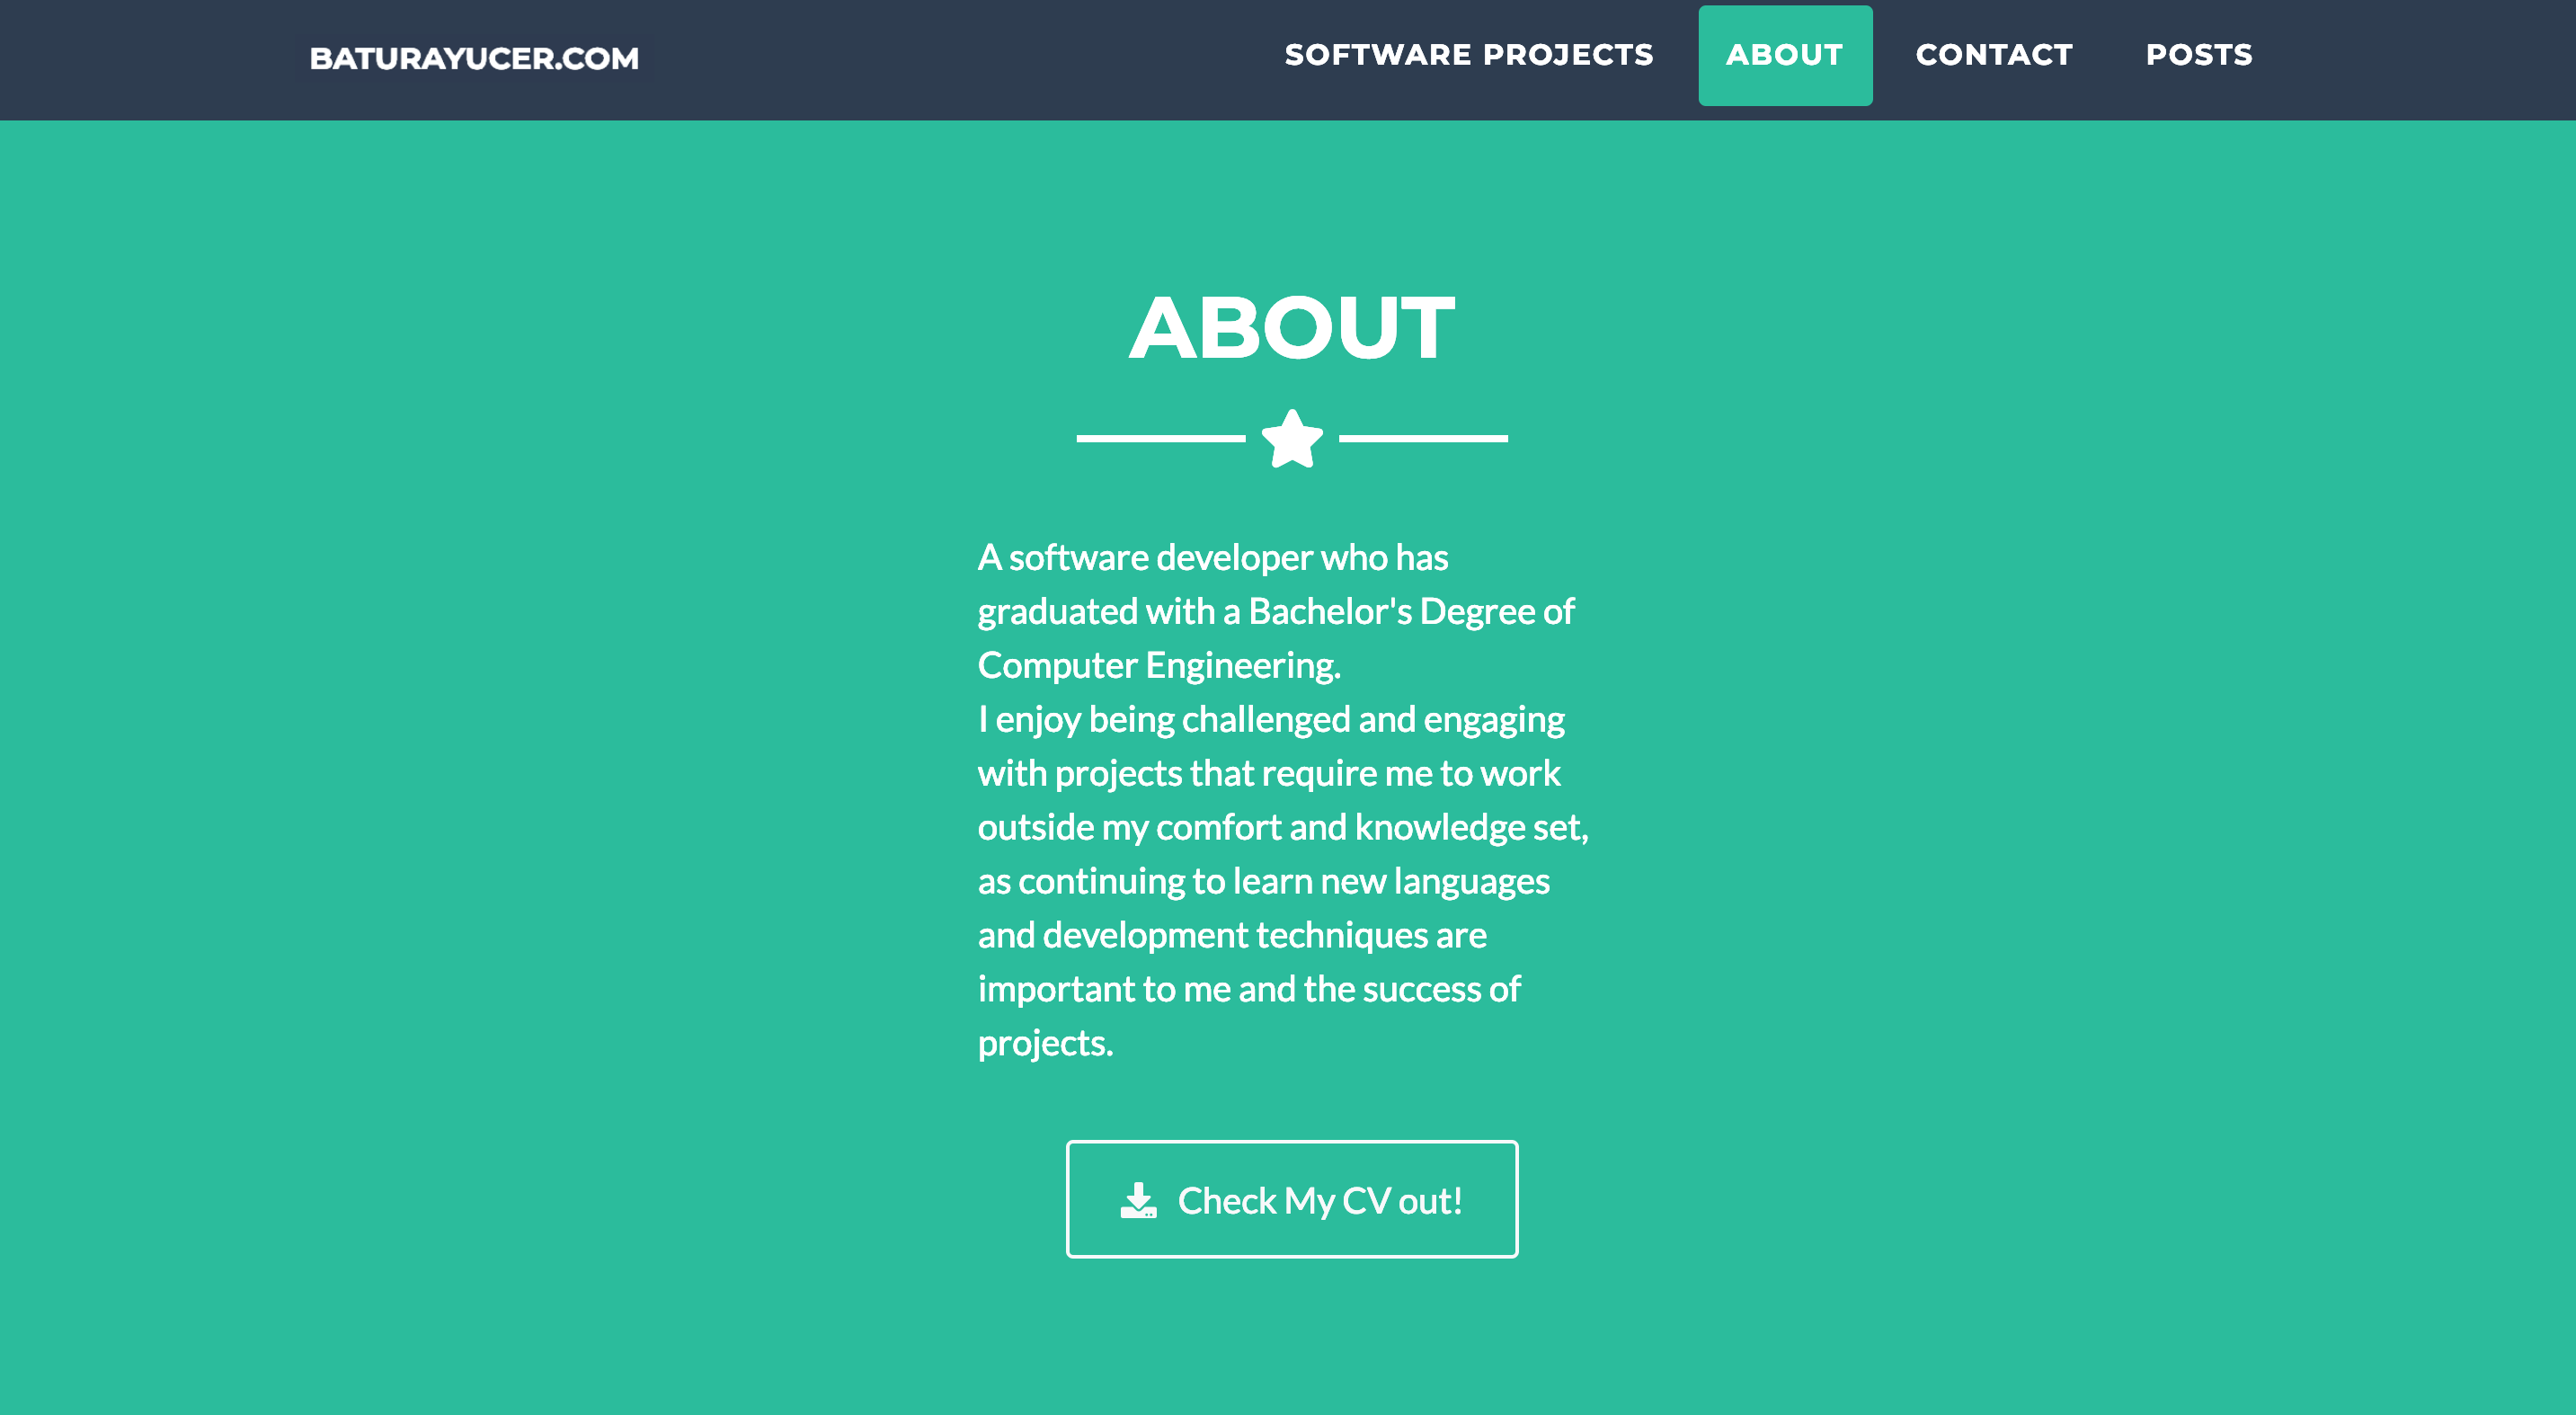 BATURAYUCER.COM
SOFTWARE PROJECTS
ABOUT
CONTACT
POSTS
ABOUT
A software developer who has
graduated with a Bachelor's Degree of
Computer Engineering.
I enjoy being challenged and engaging
with projects that require me to work
outside my comfort and knowledge set,
as continuing to learn new languages
and development techniques are
important to me and the success of
projects.
Check My CV out!